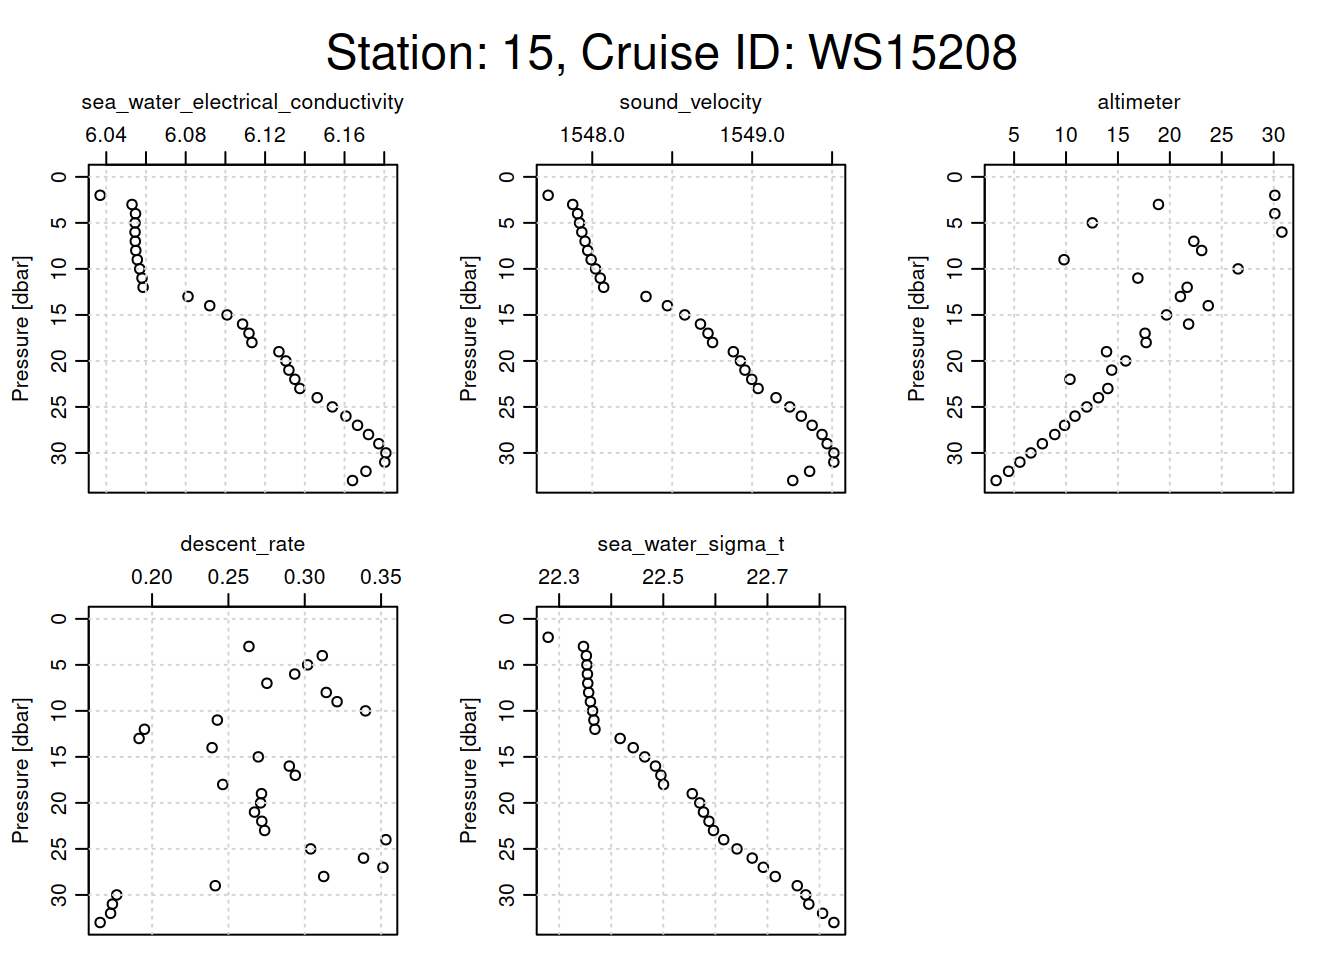 Station: 15, Cruise ID: WS15208
sea_water_electrical_conductivity
6.04 6.08 6.12 6.16
Pressure [dbar]
0 5 10 15 20 25 30
sound_velocity
1548.0 1549.0
Pressure [dbar]
0 5 10 15 20 25 30
altimeter
5 10 15 20 25 30
Pressure [dbar]
0 5 10 15 20 25 30
descent_rate
0.20 0.25 0.30 0.35
Pressure [dbar]
0 5 10 15 20 25 30
sea_water_sigma_t
22.3 22.5 22.7
Pressure [dbar]
0 5 10 15 20 25 30